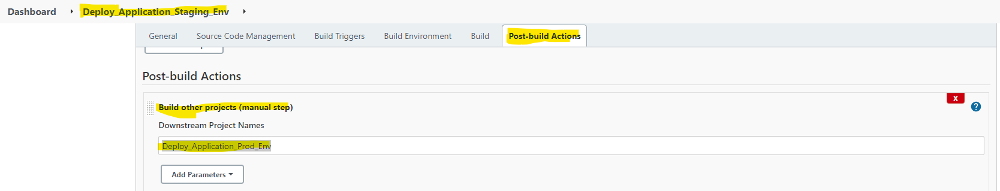 Dashboard Deploy_Application_Staging_Env
General Source Code Management Build Triggers Build Environment Build Post-build Actions
Post-build Actions
X
Build other projects (manual step)
?
Downstream Project Names
Deploy_Application_Prod_Env
Add Parameters